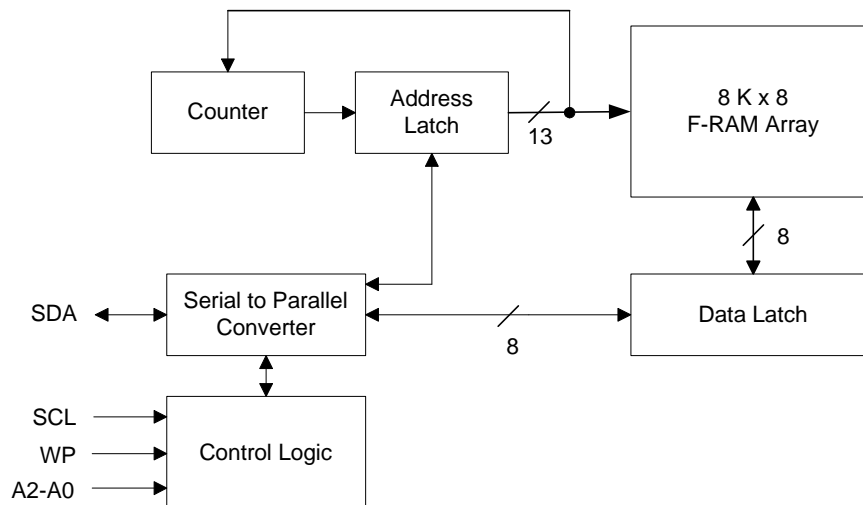 Counter
Address
Latch
13
8 K x 8
F-RAM Array
8
SDA
Serial to Parallel
Converter
8
Data Latch
SCL
WP
A2-A0
Control Logic